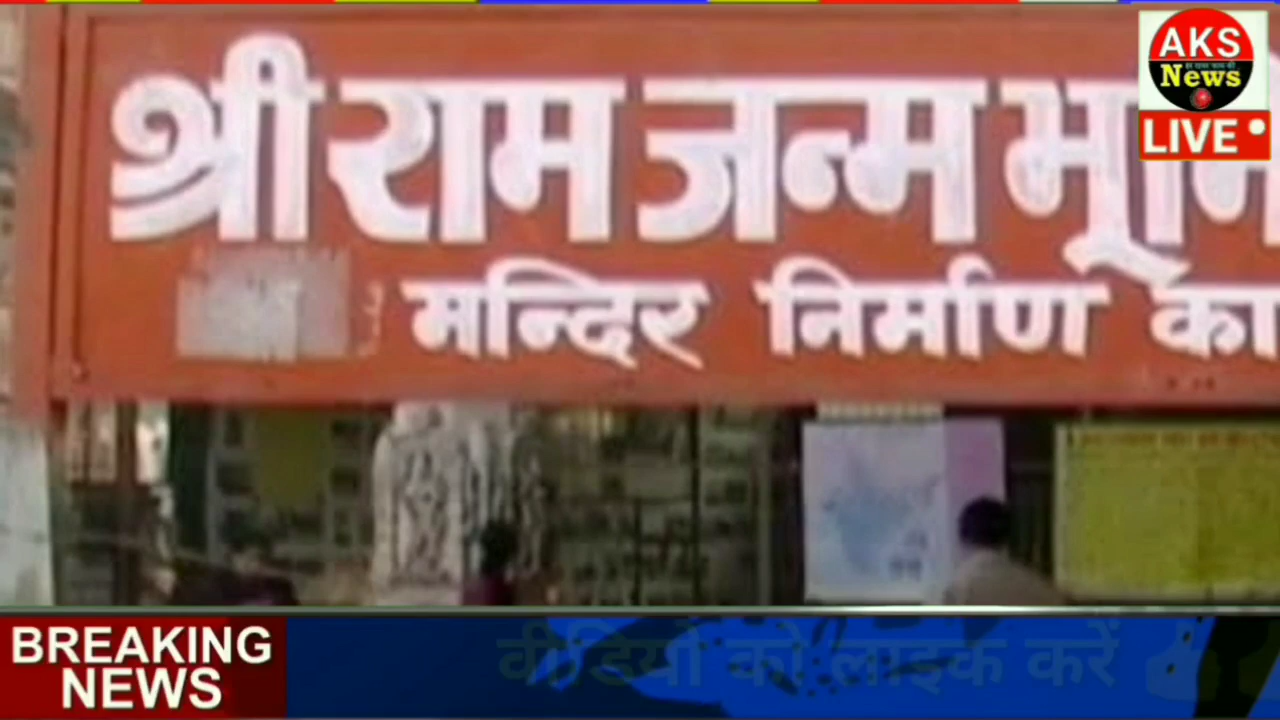 श्री राम जन्म भूमि
मन्दिर निर्माण का
AKS
News
LIVE
BREAKING
NEWS
वीडियो को लाइक करें